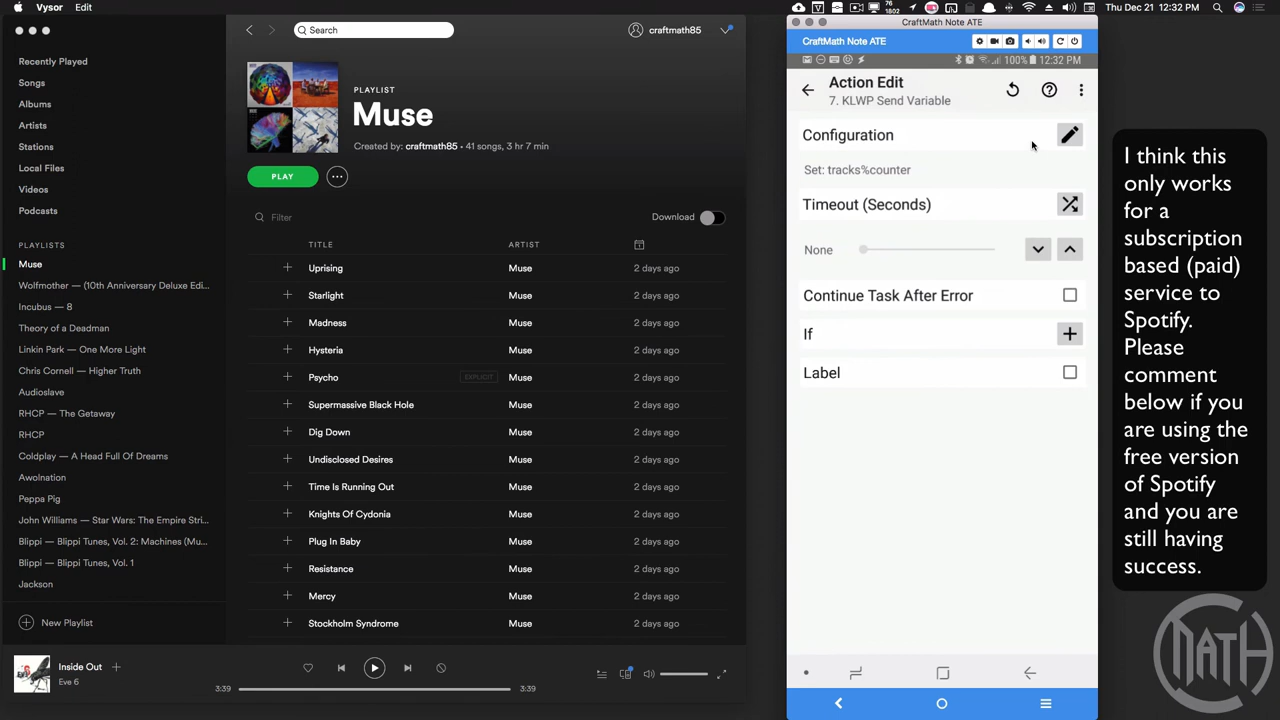 Vysor Edit
76
1802
Thu Dec 21 12:32 PM
Search
craftmath85
Recently Played
Songs
Albums
Artists
Stations
Local Files
Videos
Podcasts
PLAYLISTS
Muse
Wolfmother — (10th Anniversary Deluxe Edi...
Incubus — 8
Theory of a Deadman
Linkin Park — One More Light
Chris Cornell — Higher Truth
Audioslave
RHCP — The Getaway
RHCP
Coldplay — A Head Full Of Dreams
Awolnation
Peppa Pig
John Williams — Star Wars: The Empire Stri...
Blippi — Blippi Tunes, Vol. 2: Machines (Mu...
Blippi — Blippi Tunes, Vol. 1
Jackson
New Playlist
PLAYLIST
Muse
Created by: craftmath85 • 41 songs, 3 hr 7 min
PLAY
Filter
Download
TITLE ARTIST
Uprising Muse 2 days ago
Starlight Muse 2 days ago
Madness Muse 2 days ago
Hysteria Muse 2 days ago
Psycho EXPLICIT Muse 2 days ago
Supermassive Black Hole Muse 2 days ago
Dig Down Muse 2 days ago
Undisclosed Desires Muse 2 days ago
Time Is Running Out Muse 2 days ago
Knights Of Cydonia Muse 2 days ago
Plug In Baby Muse 2 days ago
Resistance Muse 2 days ago
Mercy Muse 2 days ago
Stockholm Syndrome Muse 2 days ago
Inside Out
Eve 6
3:39
3:39
CraftMath Note ATE
CraftMath Note ATE
100% 12:32 PM
Action Edit
7. KLWP Send Variable
Configuration
Set: tracks%counter
Timeout (Seconds)
None
Continue Task After Error
If
Label
I think this
only works
for a
subscription
based (paid)
service to
Spotify.
Please
comment
below if you
are using the
free version
of Spotify
and you are
still having
success.
MATH